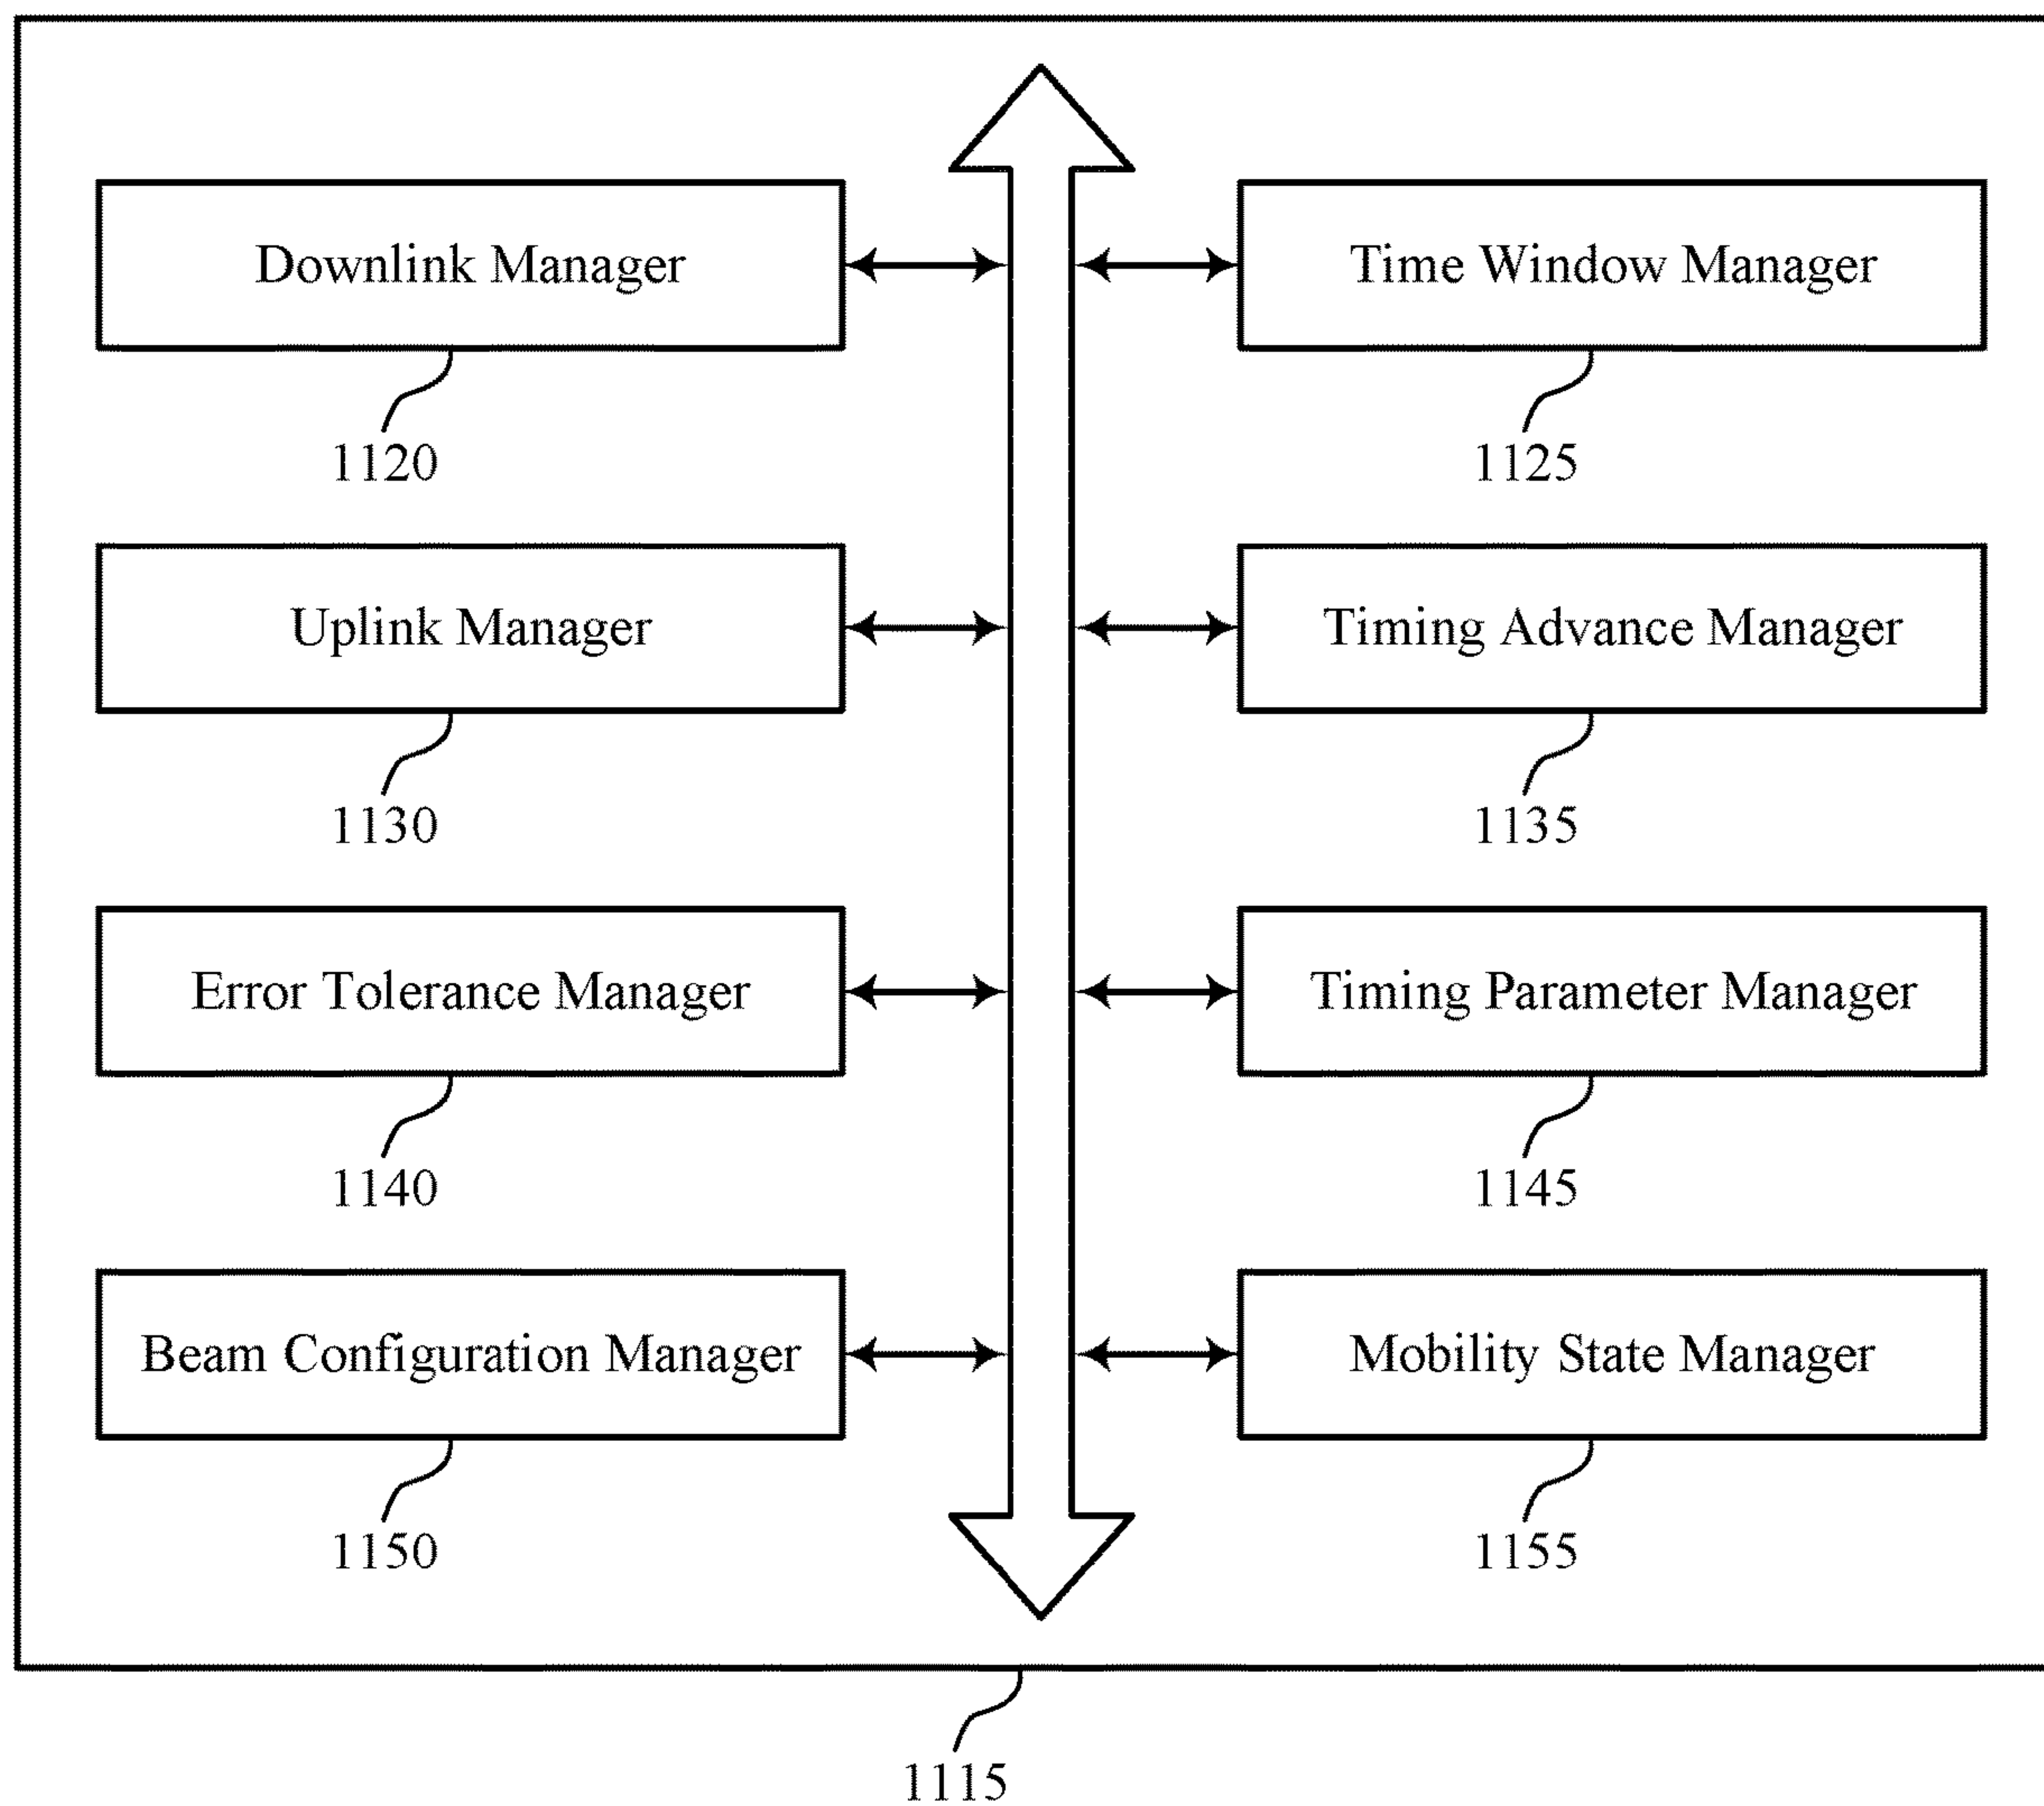 Downlink Manager
Time Window Manager
1120
1125
Uplink Manager
Timing Advance Manager
1130
1135
Error Tolerance Manager
Timing Parameter Manager
1140
1145
Beam Configuration Manager
Mobility State Manager
1150
1155
1115